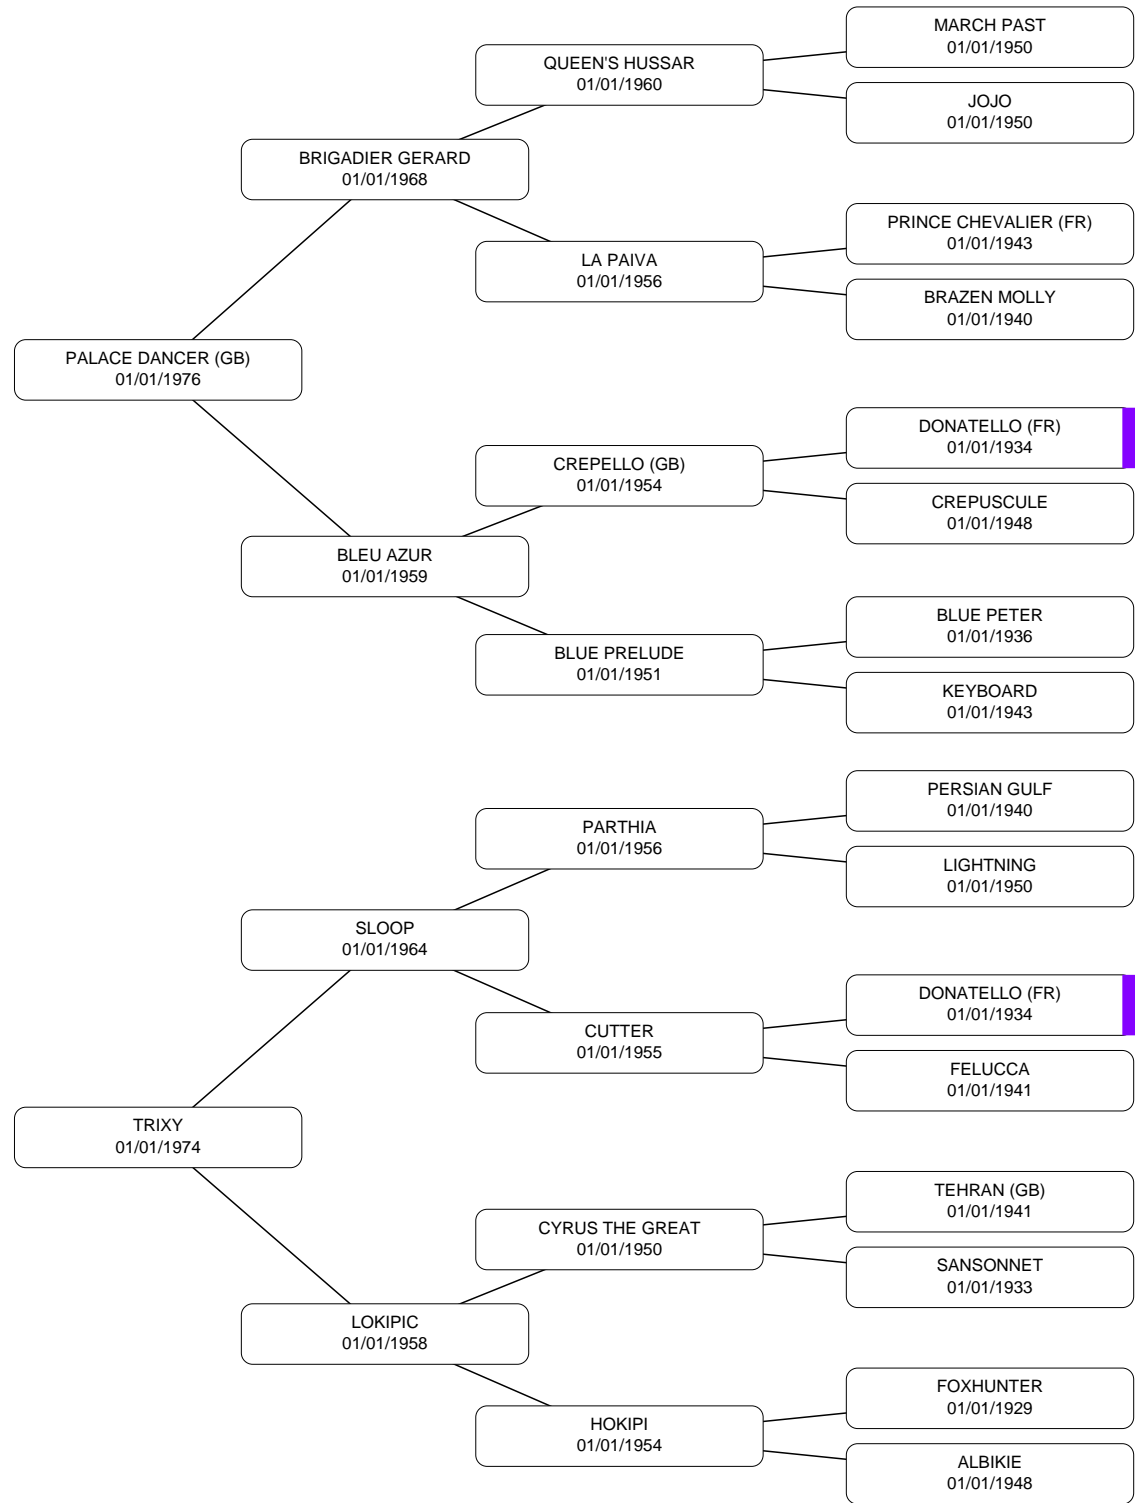 MARCH PAST
01/01/1950
QUEEN'S HUSSAR
01/01/1960
JOJO
01/01/1950
BRIGADIER GERARD
01/01/1968
PRINCE CHEVALIER (FR)
01/01/1943
LA PAIVA
01/01/1956
BRAZEN MOLLY
01/01/1940
PALACE DANCER (GB)
01/01/1976
DONATELLO (FR)
01/01/1934
CREPELLO (GB)
01/01/1954
CREPUSCULE
01/01/1948
BLEU AZUR
01/01/1959
BLUE PETER
01/01/1936
BLUE PRELUDE
01/01/1951
KEYBOARD
01/01/1943
PERSIAN GULF
01/01/1940
PARTHIA
01/01/1956
LIGHTNING
01/01/1950
SLOOP
01/01/1964
DONATELLO (FR)
01/01/1934
CUTTER
01/01/1955
FELUCCA
01/01/1941
TRIXY
01/01/1974
TEHRAN (GB)
01/01/1941
CYRUS THE GREAT
01/01/1950
SANSONNET
01/01/1933
LOKIPIC
01/01/1958
FOXHUNTER
01/01/1929
HOKIPI
01/01/1954
ALBIKIE
01/01/1948